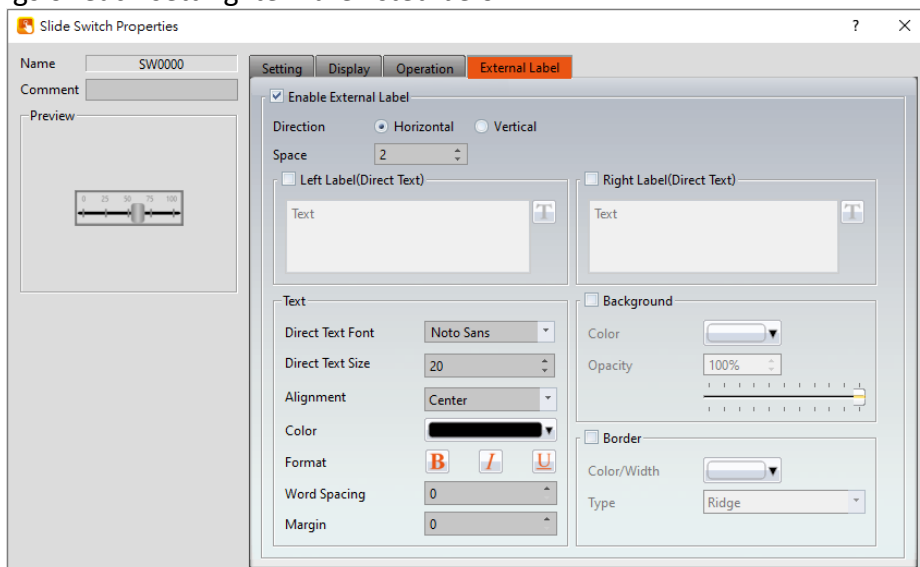 Slide Switch Properties
Name SW0000
Comment
Preview
0 25 50 75 100
Setting Display Operation External Label
Enable External Label
Direction Horizontal Vertical
Space 2
Left Label(Direct Text) Right Label(Direct Text)
Text T Text T
Text
Direct Text Font Noto Sans
Direct Text Size 20
Alignment Center
Color
Format B I U
Word Spacing 0
Margin 0
Background
Color
Opacity 100%
Border
Color/Width
Type Ridge